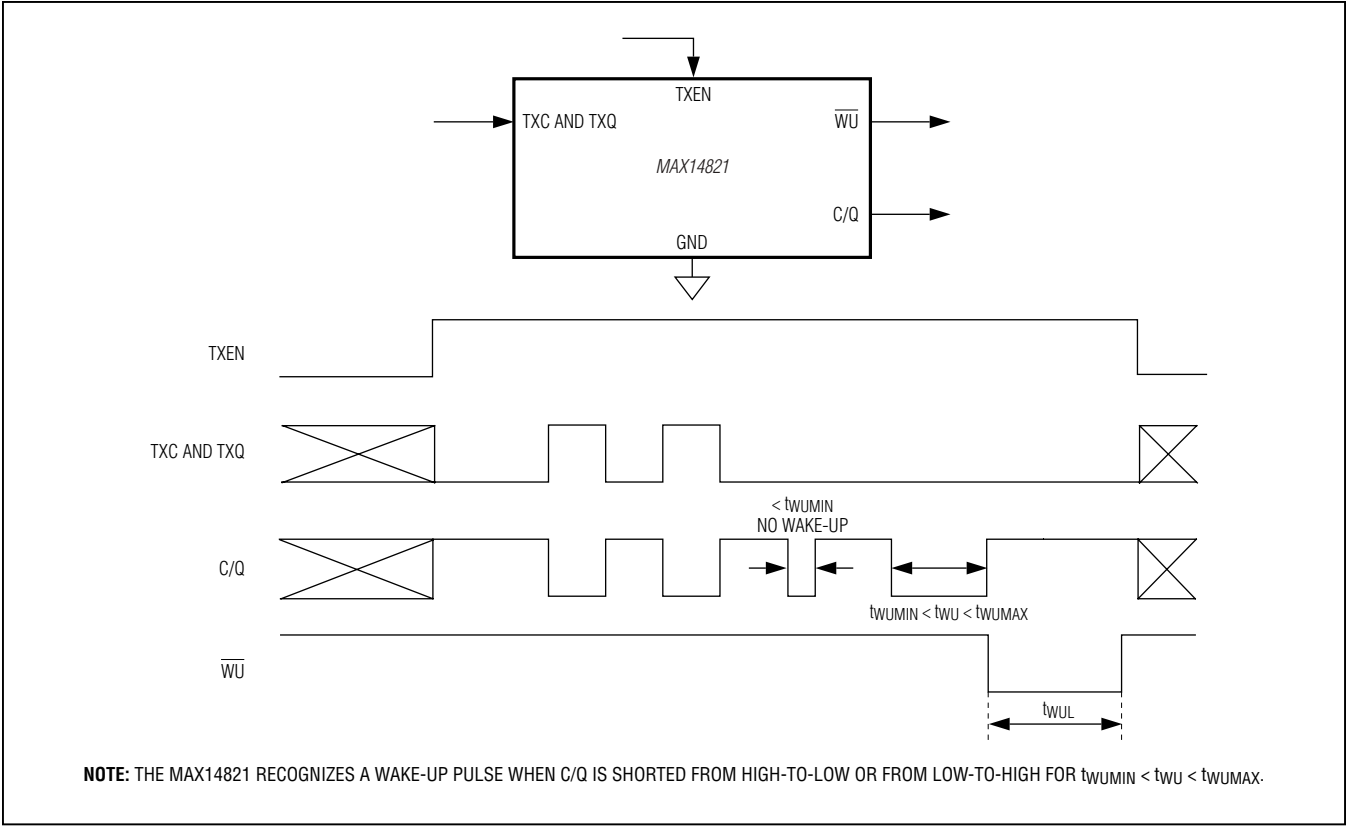 TXEN
TXC AND TXQ
WU
MAX14821
C/Q
GND
TXEN
TXC AND TXQ
< tWUMIN
NO WAKE-UP
C/Q
tWUMIN < tWU < tWUMAX
WU
tWUL
NOTE: THE MAX14821 RECOGNIZES A WAKE-UP PULSE WHEN C/Q IS SHORTED FROM HIGH-TO-LOW OR FROM LOW-TO-HIGH FOR tWUMIN < tWU < tWUMAX.